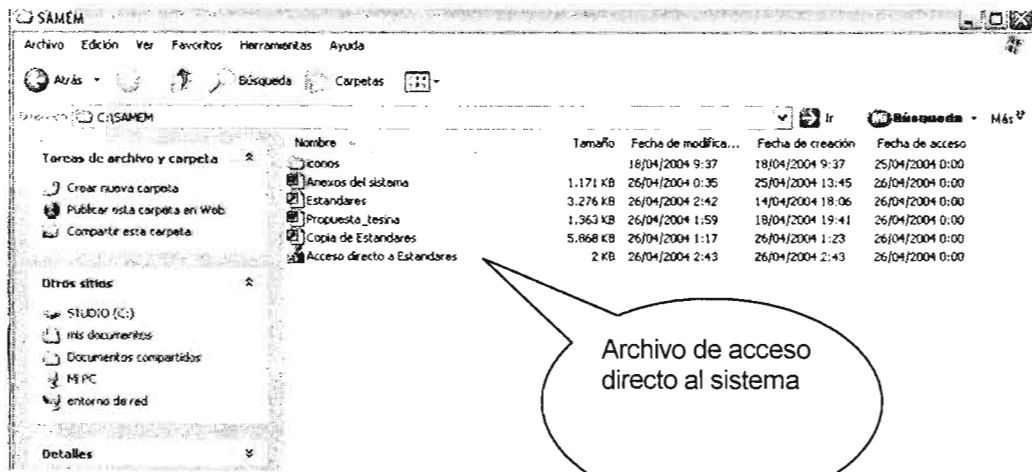 SAMEM
Archivo Edición Ver Favoritos Herramientas Ayuda
Atrás Búsqueda Carpetas
C:\SAMEM Ir Búsqueda Más
Nombre Tamaño Fecha de modifica... Fecha de creación Fecha de acceso
iconos 18/04/2004 9:37 18/04/2004 9:37 25/04/2004 0:00
Anexos del sistema 1.171 KB 26/04/2004 0:35 25/04/2004 13:45 26/04/2004 0:00
Estandares 3.276 KB 26/04/2004 2:42 14/04/2004 18:06 26/04/2004 0:00
Propuesta_tesina 1.363 KB 26/04/2004 1:59 18/04/2004 19:41 26/04/2004 0:00
Copia de Estandares 5.868 KB 26/04/2004 1:17 26/04/2004 1:23 26/04/2004 0:00
Acceso directo a Estandares 2 KB 26/04/2004 2:43 26/04/2004 2:43 26/04/2004 0:00
Tareas de archivo y carpeta
Crear nueva carpeta
Publicar esta carpeta en Web
Compartir esta carpeta
Otros sitios
STUDIO (C:)
mis documentos
Documentos compartidos
Mi PC
entorno de red
Detalles
Archivo de acceso
directo al sistema